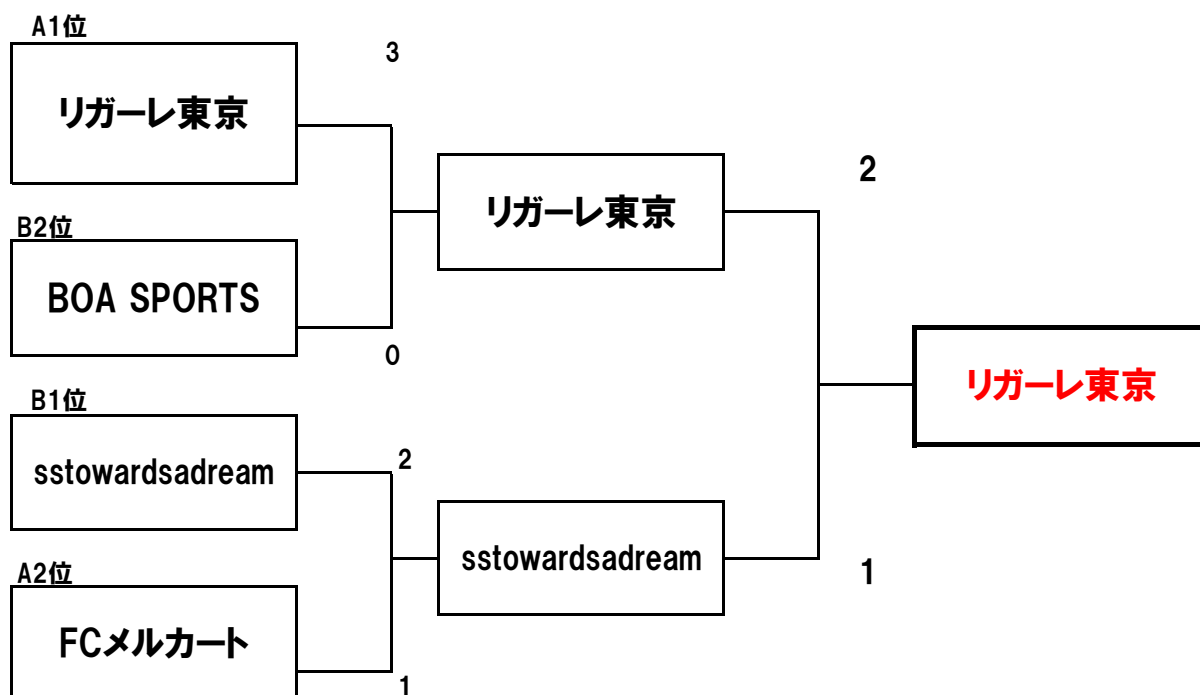 A1位
3
リガーレ東京
2
リガーレ東京
B2位
BOA SPORTS
0
リガーレ東京
B1位
2
sstowardsadream
sstowardsadream
1
A2位
FCメルカート
1